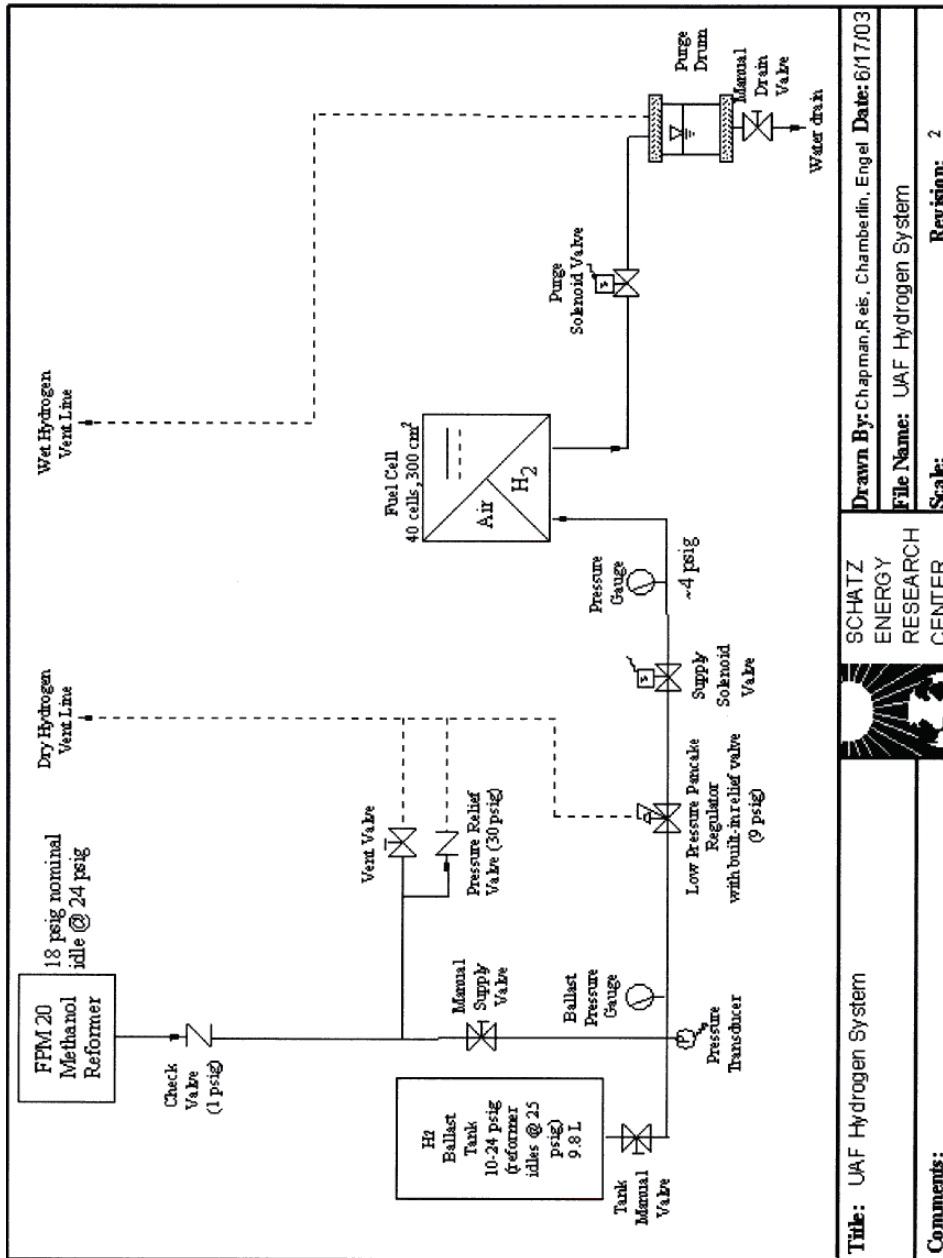 FPM 20
Methanol
Reformer
18 psig nominal
idle @ 24 psig
Check
Valve
(1 psig)
Dry Hydrogen
Vent Line
Wet Hydrogen
Vent Line
Vent Valve
Pressure Relief
Valve (30 psig)
Manual
Supply
Valve
H2
Ballast
Tank
10-24 psig
(reformer
idles @ 25
psig)
9.8 L
Tank
Manual
Valve
Ballast
Pressure
Gauge
P
Pressure
Transducer
Low Pressure Pancake
Regulator
with built-in relief valve
(9 psig)
S
Supply
Solenoid
Valve
Pressure
Gauge
~4 psig
Fuel Cell
40 cells, 300 cm²
Air
H₂
S
Purge
Solenoid Valve
Purge
Drum
Manual
Drain
Valve
Water drain
Title: UAF Hydrogen System
Comments:
SCHATZ
ENERGY
RESEARCH
CENTER
Drawn By: Chapman, Reis, Chamberlin, Engel Date: 6/17/03
File Name: UAF Hydrogen System
Scale: Revision: 2